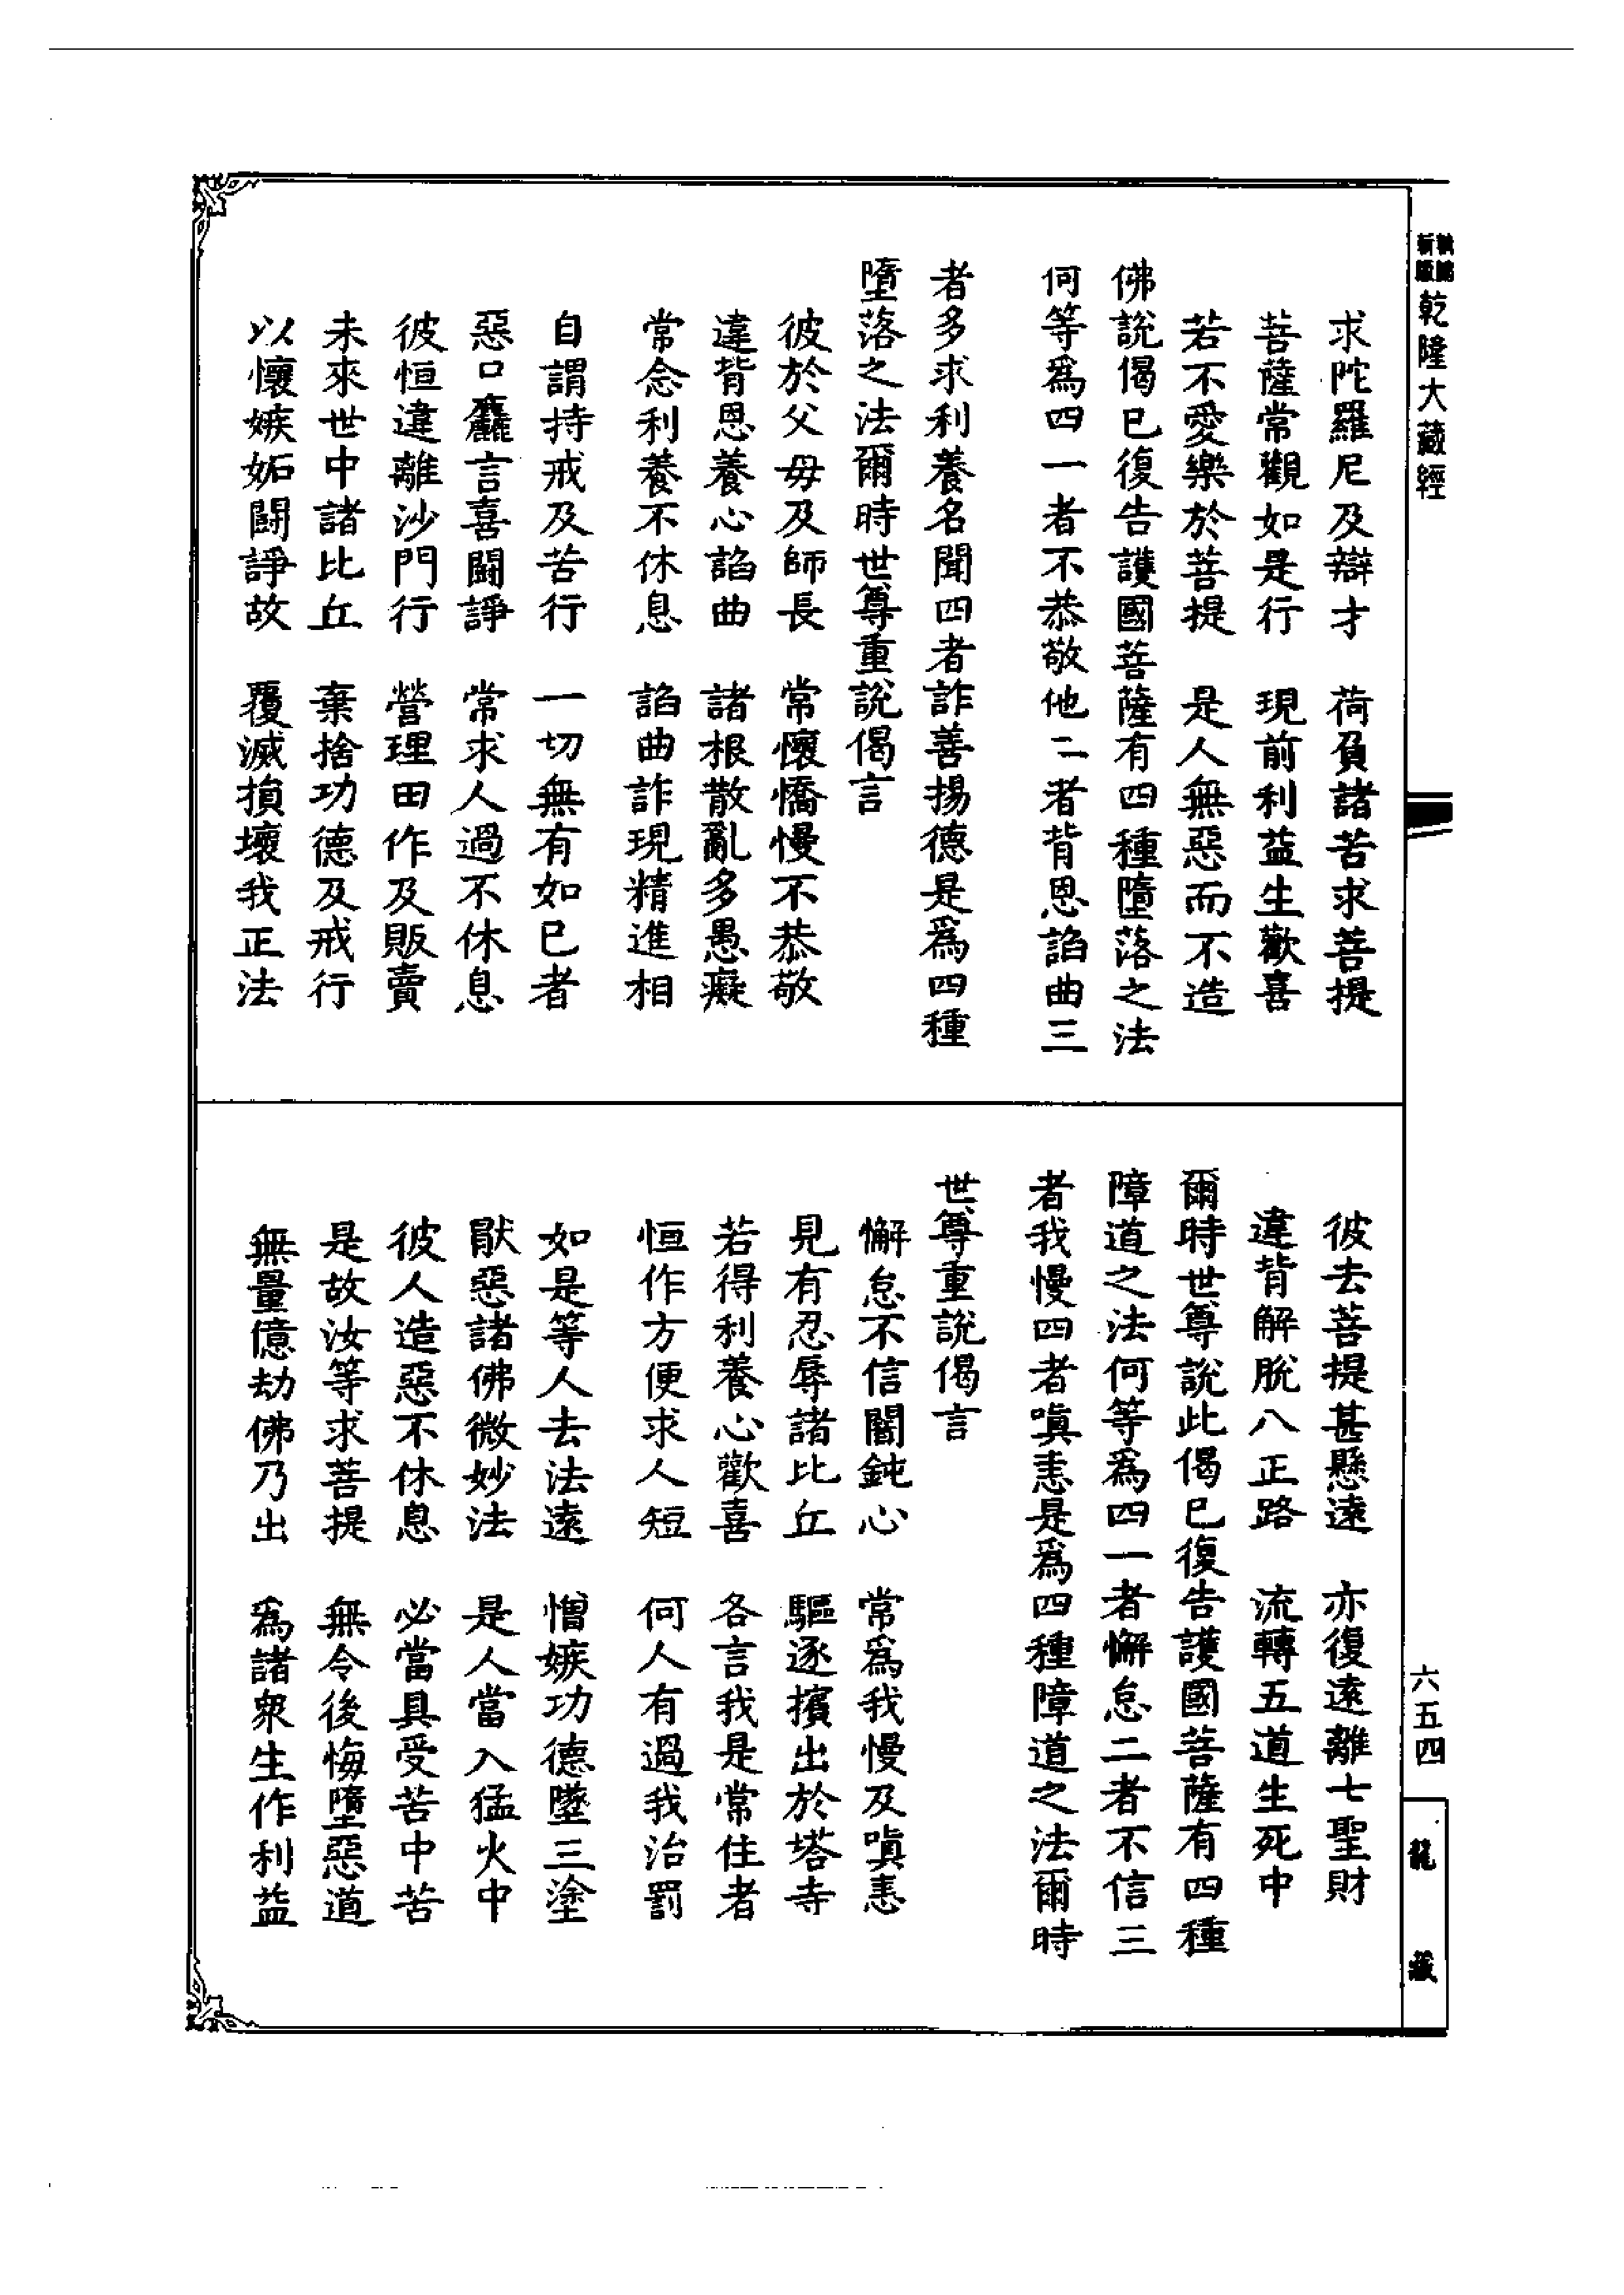 乾隆大藏經
求陀羅尼及辯才　荷負諸苦求菩提
菩薩常觀如是行　現前利益生歡喜
若不愛樂於菩提　是人無惡而不造
佛說偈已復告護國菩薩有四種墮落之法
何等爲四一者不恭敬他二者背恩諂曲三
者多求利養名聞四者詐善揚德是爲四種
墮落之法爾時世尊重說偈言
彼於父母及師長　常懷憍慢不恭敬
違背恩養心諂曲　諸根散亂多愚癡
常念利養不休息　諂曲詐現精進相
自謂持戒及苦行　一切無有如已者
惡口麤言喜鬪諍　常求人過不休息
彼恒違離沙門行　營理田作及販賣
未來世中諸比丘　棄捨功德及戒行
以懷嫉妬鬪諍故　覆滅損壞我正法
彼去菩提甚懸遠　亦復遠離七聖財
違背解脫八正路　流轉五道生死中
爾時世尊說此偈已復告護國菩薩有四種
障道之法何等爲四一者懈怠二者不信三
者我慢四者嗔恚是爲四種障道之法爾時
世尊重說偈言
懈怠不信闇鈍心　常爲我慢及嗔恚
見有忍辱諸比丘　驅逐擯出於塔寺
若得利養心歡喜　各言我是常住者
恒作方便求人短　何人有過我治罰
如是等人去法遠　憎嫉功德墜三塗
猒惡諸佛微妙法　是人當入猛火中
彼人造惡不休息　必當具受苦中苦
是故汝等求菩提　無令後悔墮惡道
無量億劫佛乃出　爲諸衆生作利益
六五四
龍藏